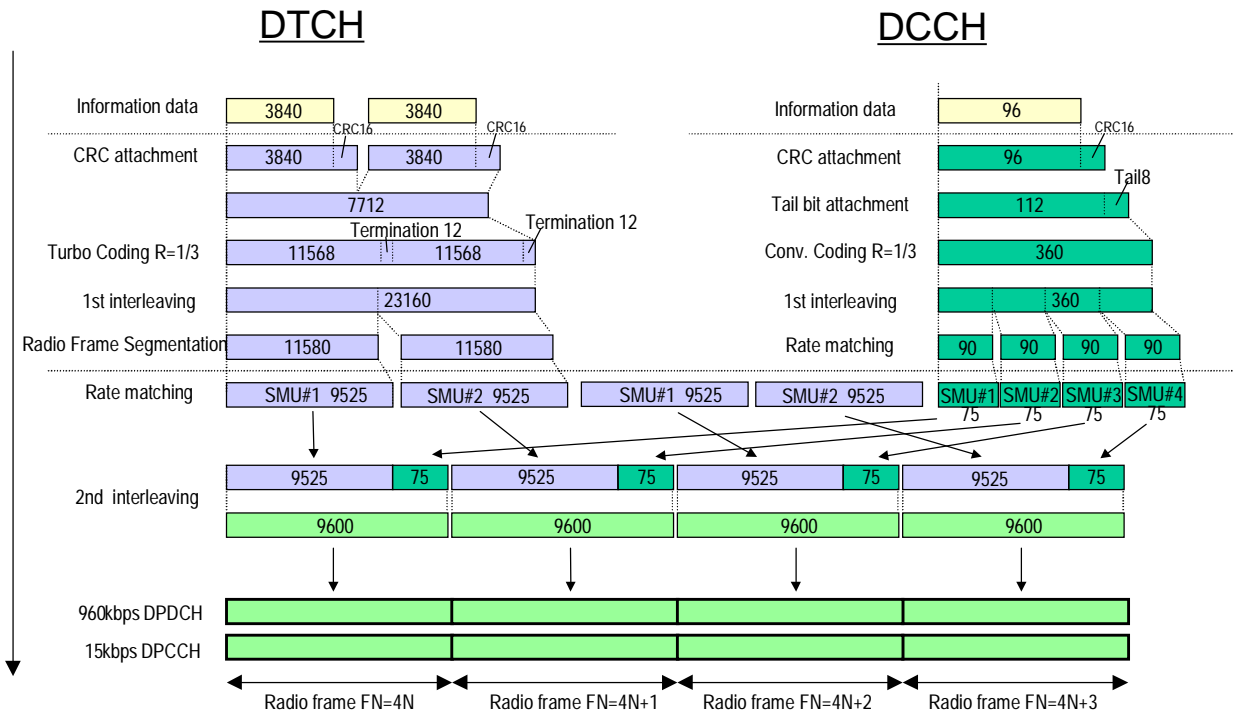 DTCH DCCH
Information data 3840 3840 Information data 96
CRC16 CRC16 CRC16
CRC attachment 3840 3840 CRC attachment 96
Tail8
7712 Tail bit attachment 112
Termination 12 Termination 12
Turbo Coding R=1/3 11568 11568 Conv. Coding R=1/3 360
1st interleaving 23160 1st interleaving 360
Radio Frame Segmentation 11580 11580 Rate matching 90 90 90 90
Rate matching SMU#1 9525 SMU#2 9525 SMU#1 9525 SMU#2 9525 SMU#1 SMU#2 SMU#3 SMU#4
75 75 75 75
9525 75 9525 75 9525 75 9525 75
2nd interleaving
9600 9600 9600 9600
960kbps DPDCH
15kbps DPCCH
Radio frame FN=4N Radio frame FN=4N+1 Radio frame FN=4N+2 Radio frame FN=4N+3